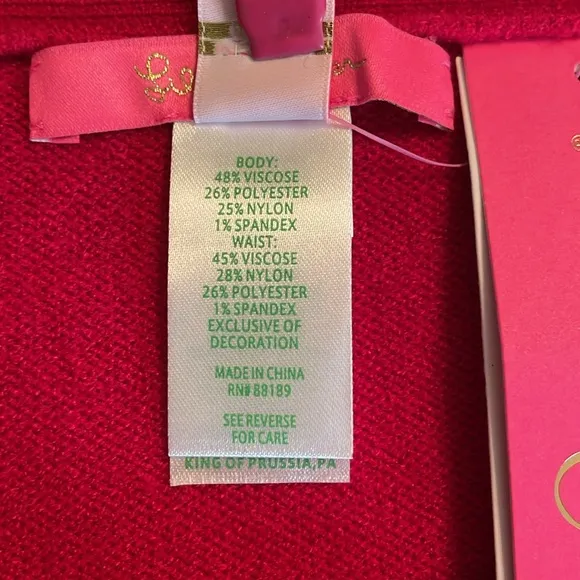 BODY:
48% VISCOSE
26% POLYESTER
25% NYLON
1% SPANDEX
WAIST:
45% VISCOSE
28% NYLON
26% POLYESTER
1% SPANDEX
EXCLUSIVE OF
DECORATION
MADE IN CHINA
RN# 88189
SEE REVERSE
FOR CARE
KING OF PRUSSIA, PA